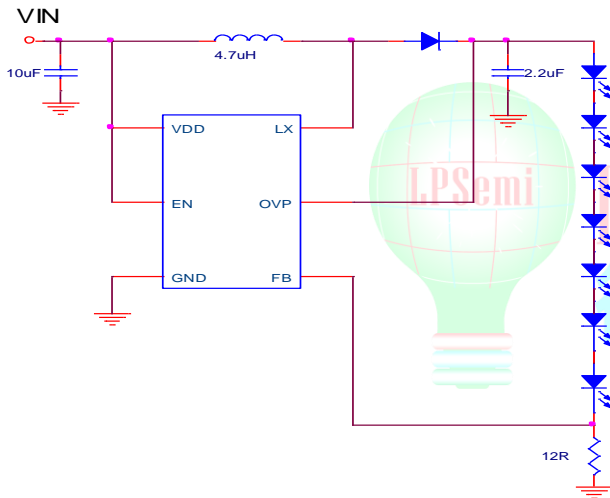 VIN
4.7uH
10uF
2.2uF
VDD
LX
LPSemi
EN
OVP
GND
FB
12R